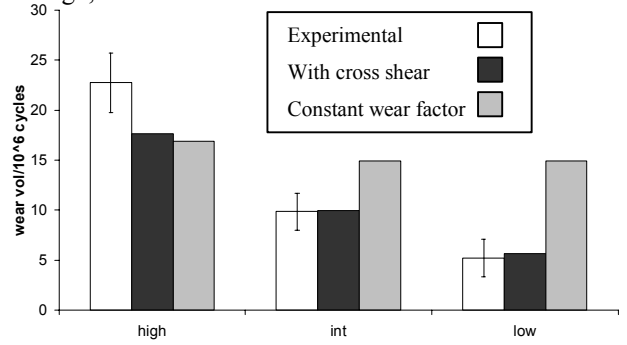 30
25
20
15
10
5
0
wear vol/10^6 cycles
Experimental
With cross shear
Constant wear factor
high
int
low